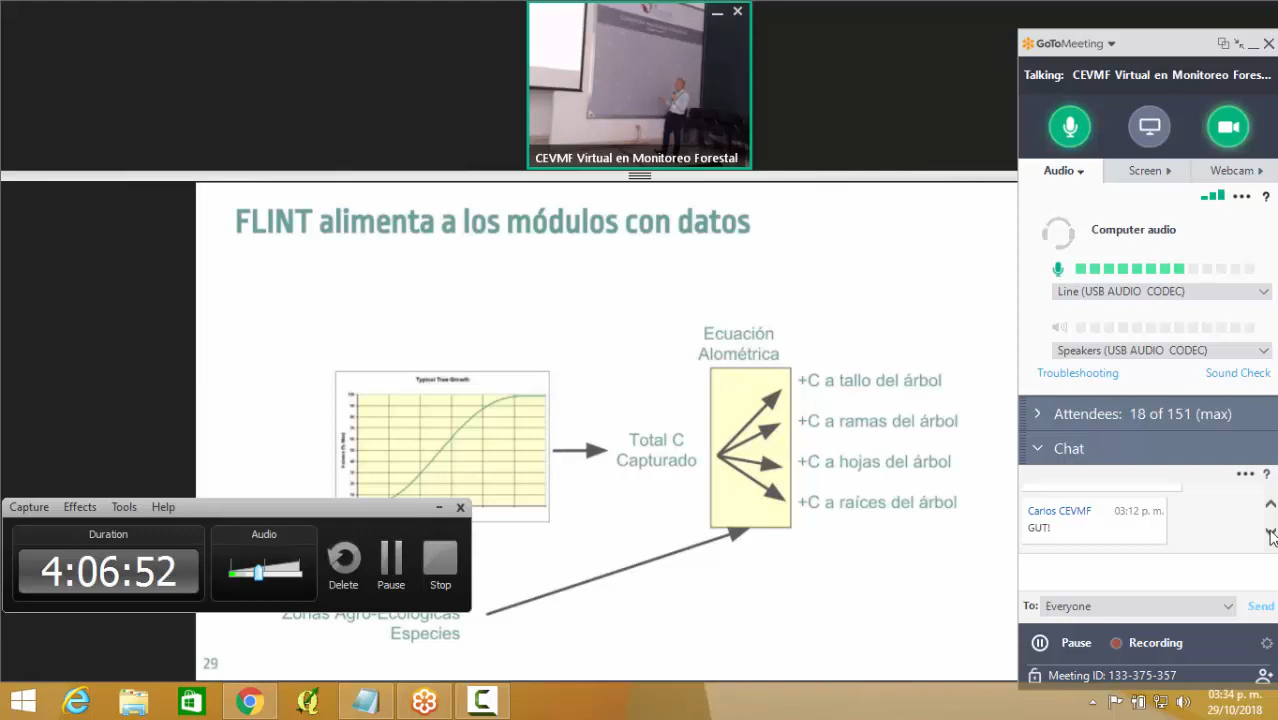 CEVMF Virtual en Monitoreo Forestal
GoToMeeting
Talking: CEVMF Virtual en Monitoreo Fores...
Audio
Screen
Webcam
?
Computer audio
Line (USB AUDIO CODEC)
Speakers (USB AUDIO CODEC)
Troubleshooting
Sound Check
Attendees: 18 of 151 (max)
Chat
?
Carlos CEVMF 03:12 p. m.
GUT!
To: Everyone
Send
Pause
Recording
Meeting ID: 133-375-357
FLINT alimenta a los módulos con datos
Typical Tree Growth
Total C
Capturado
Ecuación
Alométrica
+C a tallo del árbol
+C a ramas del árbol
+C a hojas del árbol
+C a raíces del árbol
Zonas Agro-Ecológicas
Especies
29
Capture Effects Tools Help
Duration
4:06:52
Audio
Delete
Pause
Stop
03:34 p. m.
29/10/2018